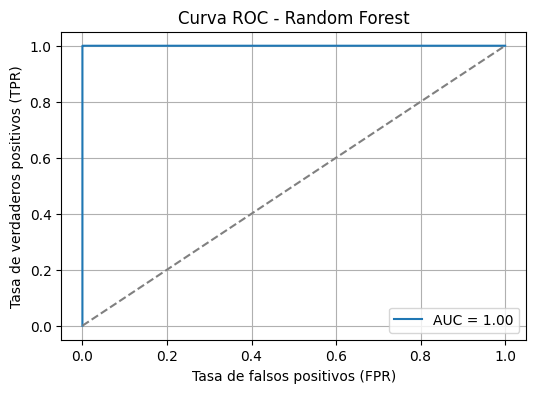 Curva ROC - Random Forest
Tasa de verdaderos positivos (TPR)
1.0
0.8
0.6
0.4
0.2
0.0
AUC = 1.00
0.0 0.2 0.4 0.6 0.8 1.0
Tasa de falsos positivos (FPR)